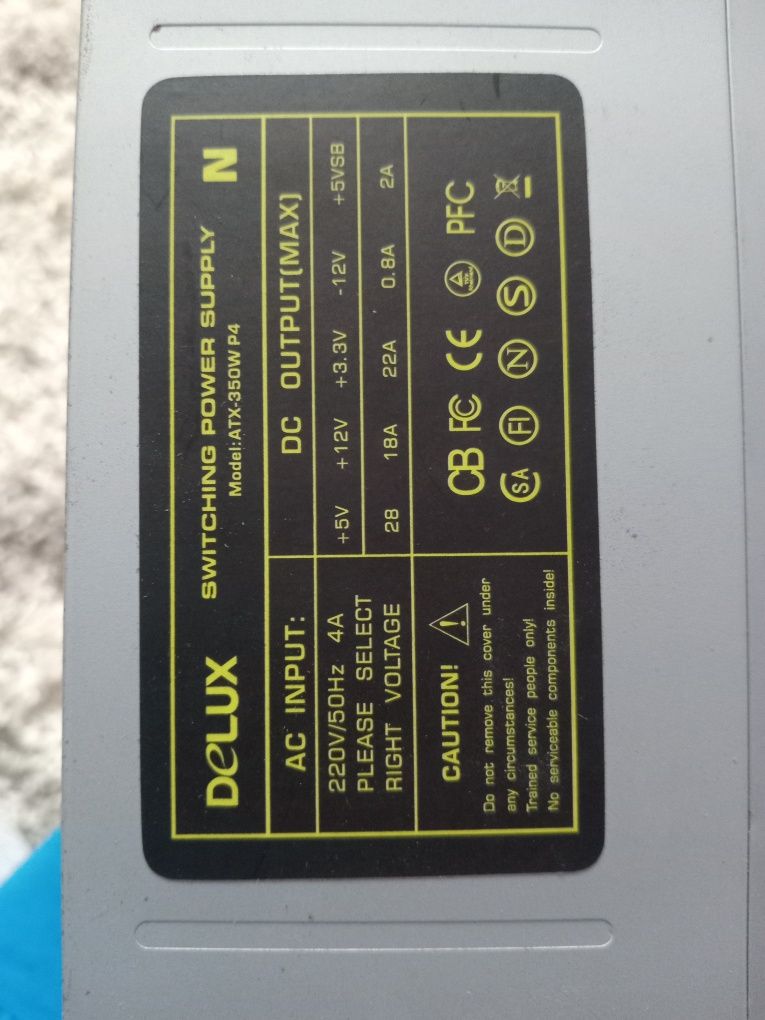 DELUX SWITCHING POWER SUPPLY N
Model:ATX-350W P4
AC INPUT:
220V/50Hz 4A
PLEASE SELECT
RIGHT VOLTAGE
DC OUTPUT(MAX)
+5V +12V +3.3V -12V +5VSB
28 18A 22A 0.8A 2A
CAUTION!
Do not remove this cover under
any circumstances!
Trained service people only!
No serviceable components inside!
CB FC CE PFC
SA FI N S D